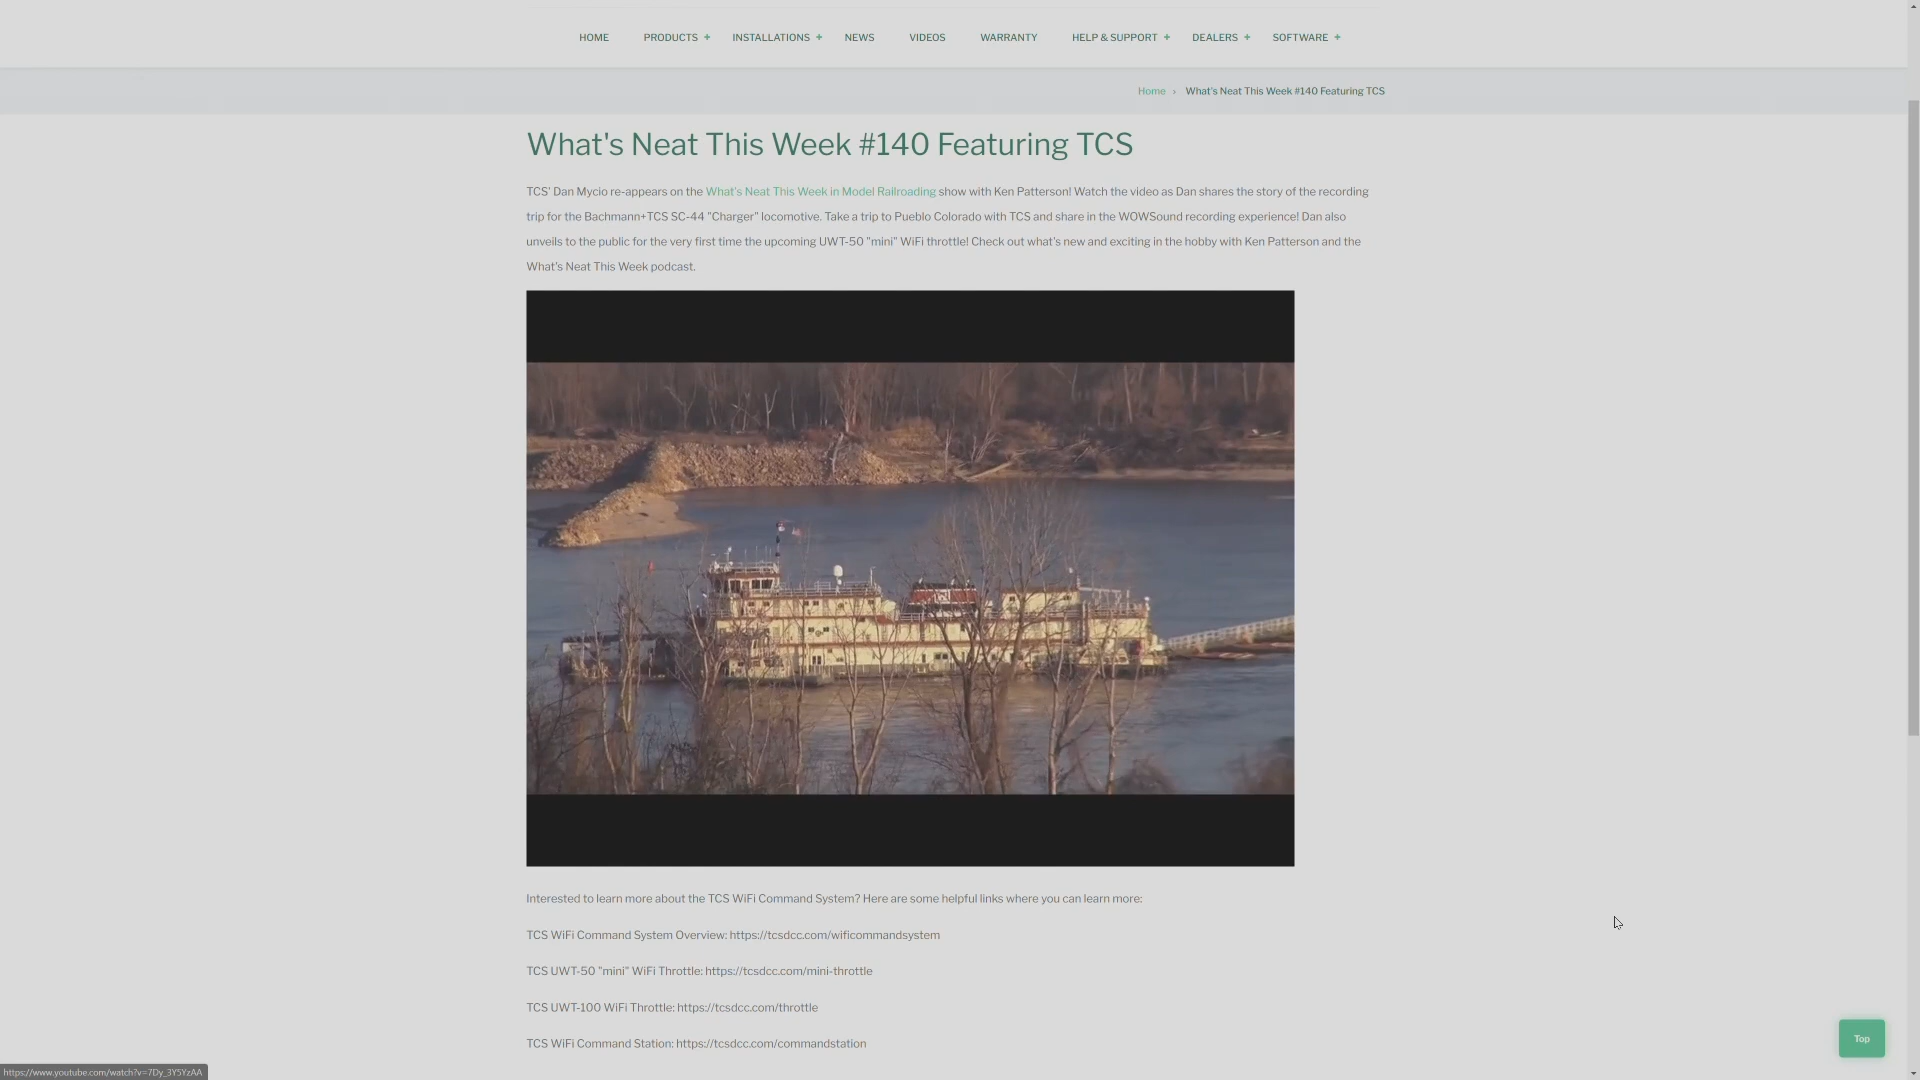 HOME PRODUCTS + INSTALLATIONS + NEWS VIDEOS WARRANTY HELP & SUPPORT + DEALERS + SOFTWARE +
Home › What's Neat This Week #140 Featuring TCS
What's Neat This Week #140 Featuring TCS
TCS' Dan Mycio re-appears on the What's Neat This Week in Model Railroading show with Ken Patterson! Watch the video as Dan shares the story of the recording
trip for the Bachmann+TCS SC-44 "Charger" locomotive. Take a trip to Pueblo Colorado with TCS and share in the WOWSound recording experience! Dan also
unveils to the public for the very first time the upcoming UWT-50 "mini" WiFi throttle! Check out what's new and exciting in the hobby with Ken Patterson and the
What's Neat This Week podcast.
Interested to learn more about the TCS WiFi Command System? Here are some helpful links where you can learn more:
TCS WiFi Command System Overview: https://tcsdcc.com/wificommandsystem
TCS UWT-50 "mini" WiFi Throttle: https://tcsdcc.com/mini-throttle
TCS UWT-100 WiFi Throttle: https://tcsdcc.com/throttle
TCS WiFi Command Station: https://tcsdcc.com/commandstation
Top
https://www.youtube.com/watch?v=7Dy_3Y5YzAA